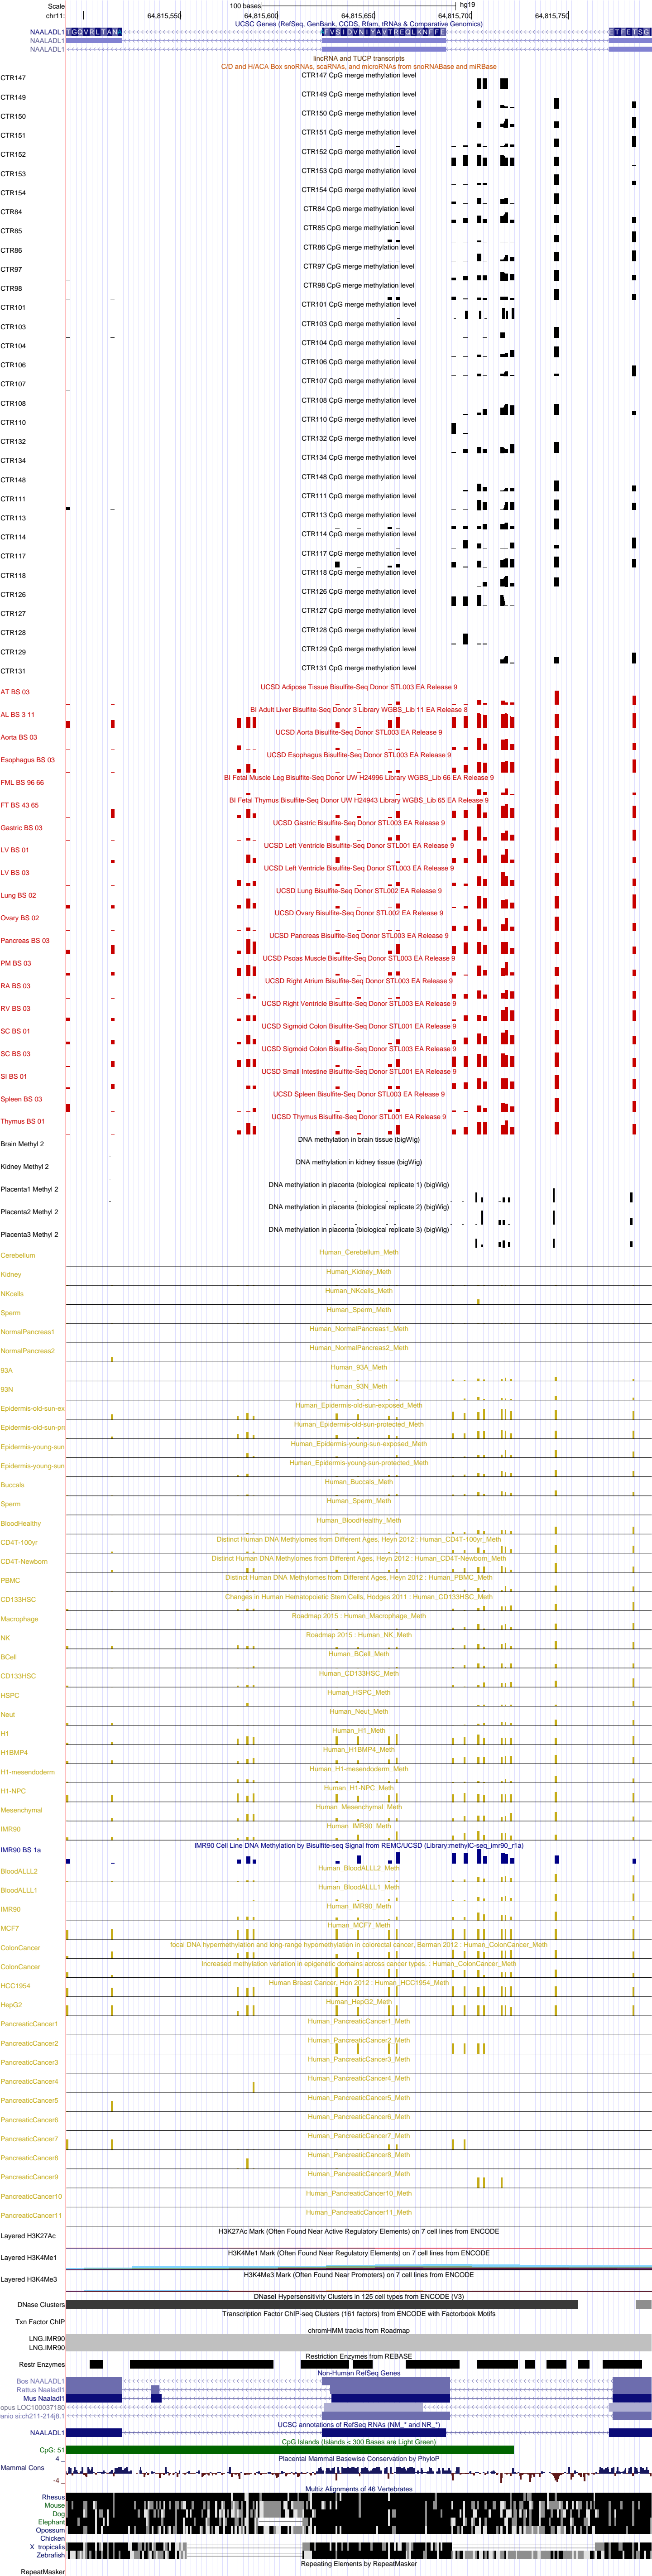 Scale 100 bases hg19
chr11: 64,815,550 64,815,600 64,815,650 64,815,700 64,815,750
UCSC Genes (RefSeq, GenBank, CCDS, Rfam, tRNAs & Comparative Genomics)
NAALADL1
NAALADL1
NAALADL1
lincRNA and TUCP transcripts
C/D and H/ACA Box snoRNAs, scaRNAs, and microRNAs from snoRNABase and miRBase
CTR147 CpG merge methylation level
CTR147
CTR149 CpG merge methylation level
CTR149
CTR150 CpG merge methylation level
CTR150
CTR151 CpG merge methylation level
CTR151
CTR152 CpG merge methylation level
CTR152
CTR153 CpG merge methylation level
CTR153
CTR154 CpG merge methylation level
CTR154
CTR84 CpG merge methylation level
CTR84
CTR85 CpG merge methylation level
CTR85
CTR86 CpG merge methylation level
CTR86
CTR97 CpG merge methylation level
CTR97
CTR98 CpG merge methylation level
CTR98
CTR101 CpG merge methylation level
CTR101
CTR103 CpG merge methylation level
CTR103
CTR104 CpG merge methylation level
CTR104
CTR106 CpG merge methylation level
CTR106
CTR107 CpG merge methylation level
CTR107
CTR108 CpG merge methylation level
CTR108
CTR110 CpG merge methylation level
CTR110
CTR132 CpG merge methylation level
CTR132
CTR134 CpG merge methylation level
CTR134
CTR148 CpG merge methylation level
CTR148
CTR111 CpG merge methylation level
CTR111
CTR113 CpG merge methylation level
CTR113
CTR114 CpG merge methylation level
CTR114
CTR117 CpG merge methylation level
CTR117
CTR118 CpG merge methylation level
CTR118
CTR126 CpG merge methylation level
CTR126
CTR127 CpG merge methylation level
CTR127
CTR128 CpG merge methylation level
CTR128
CTR129 CpG merge methylation level
CTR129
CTR131 CpG merge methylation level
CTR131
UCSD Adipose Tissue Bisulfite-Seq Donor STL003 EA Release 9
AT BS 03
BI Adult Liver Bisulfite-Seq Donor 3 Library WGBS_Lib 11 EA Release 8
AL BS 3 11
UCSD Aorta Bisulfite-Seq Donor STL003 EA Release 9
Aorta BS 03
UCSD Esophagus Bisulfite-Seq Donor STL003 EA Release 9
Esophagus BS 03
BI Fetal Muscle Leg Bisulfite-Seq Donor UW H24996 Library WGBS_Lib 66 EA Release 9
FML BS 96 66
BI Fetal Thymus Bisulfite-Seq Donor UW H24943 Library WGBS_Lib 65 EA Release 9
FT BS 43 65
UCSD Gastric Bisulfite-Seq Donor STL003 EA Release 9
Gastric BS 03
UCSD Left Ventricle Bisulfite-Seq Donor STL001 EA Release 9
LV BS 01
UCSD Left Ventricle Bisulfite-Seq Donor STL003 EA Release 9
LV BS 03
UCSD Lung Bisulfite-Seq Donor STL002 EA Release 9
Lung BS 02
UCSD Ovary Bisulfite-Seq Donor STL002 EA Release 9
Ovary BS 02
UCSD Pancreas Bisulfite-Seq Donor STL003 EA Release 9
Pancreas BS 03
UCSD Psoas Muscle Bisulfite-Seq Donor STL003 EA Release 9
PM BS 03
UCSD Right Atrium Bisulfite-Seq Donor STL003 EA Release 9
RA BS 03
UCSD Right Ventricle Bisulfite-Seq Donor STL003 EA Release 9
RV BS 03
UCSD Sigmoid Colon Bisulfite-Seq Donor STL001 EA Release 9
SC BS 01
UCSD Sigmoid Colon Bisulfite-Seq Donor STL003 EA Release 9
SC BS 03
UCSD Small Intestine Bisulfite-Seq Donor STL001 EA Release 9
SI BS 01
UCSD Spleen Bisulfite-Seq Donor STL003 EA Release 9
Spleen BS 03
UCSD Thymus Bisulfite-Seq Donor STL001 EA Release 9
Thymus BS 01
DNA methylation in brain tissue (bigWig)
Brain Methyl 2
DNA methylation in kidney tissue (bigWig)
Kidney Methyl 2
DNA methylation in placenta (biological replicate 1) (bigWig)
Placenta1 Methyl 2
DNA methylation in placenta (biological replicate 2) (bigWig)
Placenta2 Methyl 2
DNA methylation in placenta (biological replicate 3) (bigWig)
Placenta3 Methyl 2
Human_Cerebellum_Meth
Cerebellum
Human_Kidney_Meth
Kidney
Human_NKcells_Meth
NKcells
Human_Sperm_Meth
Sperm
Human_NormalPancreas1_Meth
NormalPancreas1
Human_NormalPancreas2_Meth
NormalPancreas2
Human_93A_Meth
93A
Human_93N_Meth
93N
Human_Epidermis-old-sun-exposed_Meth
Epidermis-old-sun-ex
Human_Epidermis-old-sun-protected_Meth
Epidermis-old-sun-pri
Human_Epidermis-young-sun-exposed_Meth
Epidermis-young-sun
Human_Epidermis-young-sun-protected_Meth
Epidermis-young-sun
Human_Buccals_Meth
Buccals
Human_Sperm_Meth
Sperm
Human_BloodHealthy_Meth
BloodHealthy
Distinct Human DNA Methylomes from Different Ages, Heyn 2012 : Human_CD4T-100yr_Meth
CD4T-100yr
Distinct Human DNA Methylomes from Different Ages, Heyn 2012 : Human_CD4T-Newborn_Meth
CD4T-Newborn
Distinct Human DNA Methylomes from Different Ages, Heyn 2012 : Human_PBMC_Meth
PBMC
Changes in Human Hematopoietic Stem Cells, Hodges 2011 : Human_CD133HSC_Meth
CD133HSC
Roadmap 2015 : Human_Macrophage_Meth
Macrophage
Roadmap 2015 : Human_NK_Meth
NK
Human_BCell_Meth
BCell
Human_CD133HSC_Meth
CD133HSC
Human_HSPC_Meth
HSPC
Human_Neut_Meth
Neut
Human_H1_Meth
H1
Human_H1BMP4_Meth
H1BMP4
Human_H1-mesendoderm_Meth
H1-mesendoderm
Human_H1-NPC_Meth
H1-NPC
Human_Mesenchymal_Meth
Mesenchymal
Human_IMR90_Meth
IMR90
IMR90 Cell Line DNA Methylation by Bisulfite-seq Signal from REMC/UCSD (Library:methylC-seq_imr90_r1a)
IMR90 BS 1a
Human_BloodALLL2_Meth
BloodALLL2
Human_BloodALLL1_Meth
BloodALLL1
Human_IMR90_Meth
IMR90
Human_MCF7_Meth
MCF7
focal DNA hypermethylation and long-range hypomethylation in colorectal cancer, Berman 2012 : Human_ColonCancer_Meth
ColonCancer
Increased methylation variation in epigenetic domains across cancer types. : Human_ColonCancer_Meth
ColonCancer
Human Breast Cancer, Hon 2012 : Human_HCC1954_Meth
HCC1954
Human_HepG2_Meth
HepG2
Human_PancreaticCancer1_Meth
PancreaticCancer1
Human_PancreaticCancer2_Meth
PancreaticCancer2
Human_PancreaticCancer3_Meth
PancreaticCancer3
Human_PancreaticCancer4_Meth
PancreaticCancer4
Human_PancreaticCancer5_Meth
PancreaticCancer5
Human_PancreaticCancer6_Meth
PancreaticCancer6
Human_PancreaticCancer7_Meth
PancreaticCancer7
Human_PancreaticCancer8_Meth
PancreaticCancer8
Human_PancreaticCancer9_Meth
PancreaticCancer9
Human_PancreaticCancer10_Meth
PancreaticCancer10
Human_PancreaticCancer11_Meth
PancreaticCancer11
H3K27Ac Mark (Often Found Near Active Regulatory Elements) on 7 cell lines from ENCODE
Layered H3K27Ac
H3K4Me1 Mark (Often Found Near Regulatory Elements) on 7 cell lines from ENCODE
Layered H3K4Me1
H3K4Me3 Mark (Often Found Near Promoters) on 7 cell lines from ENCODE
Layered H3K4Me3
DNaseI Hypersensitivity Clusters in 125 cell types from ENCODE (V3)
DNase Clusters
Transcription Factor ChIP-seq Clusters (161 factors) from ENCODE with Factorbook Motifs
Txn Factor ChIP
chromHMM tracks from Roadmap
LNG.IMR90
LNG.IMR90
Restriction Enzymes from REBASE
Restr Enzymes
Non-Human RefSeq Genes
Bos NAALADL1
Rattus Naaladl1
Mus Naaladl1
opus LOC100037180
anio si:ch211-214j8.1
UCSC annotations of RefSeq RNAs (NM_* and NR_*)
NAALADL1
CpG Islands (Islands < 300 Bases are Light Green)
CpG: 51
Placental Mammal Basewise Conservation by PhyloP
4 _
Mammal Cons
-4 _
Multiz Alignments of 46 Vertebrates
Rhesus
Mouse
Dog
Elephant
Opossum
Chicken
X_tropicalis
Zebrafish
Repeating Elements by RepeatMasker
RepeatMasker